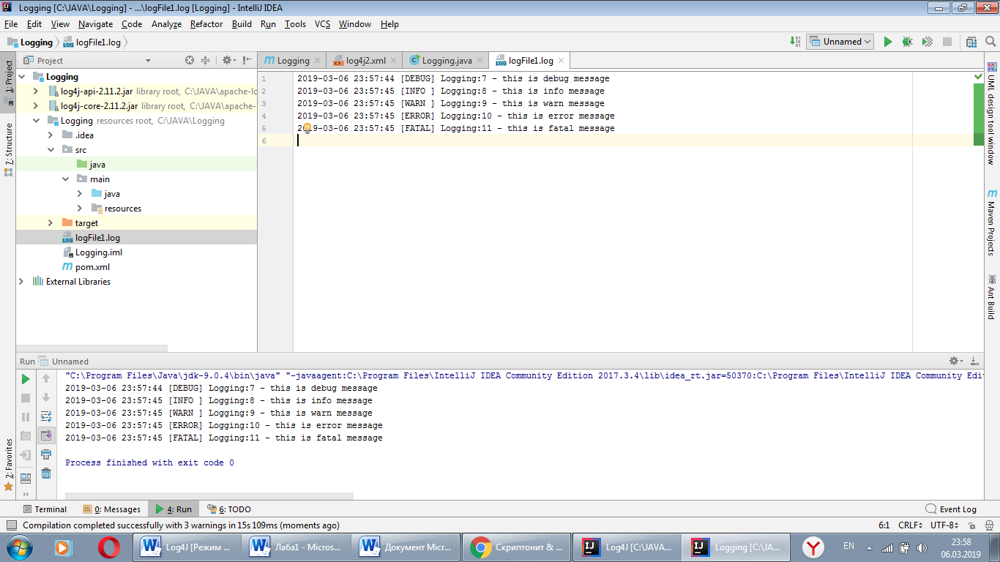 Logging [C:\JAVA\Logging] - ...\logFile1.log [Logging] - IntelliJ IDEA
File Edit View Navigate Code Analyze Refactor Build Run Tools VCS Window Help
Logging logFile1.log
Unnamed
Project
Logging
log4j2.xml
Logging.java
logFile1.log
1: Project
7: Structure
2: Favorites
Logging
log4j-api-2.11.2.jar library root, C:\JAVA\apache-lo
log4j-core-2.11.2.jar library root, C:\JAVA\apache-
Logging resources root, C:\JAVA\Logging
.idea
src
java
main
java
resources
target
logFile1.log
Logging.iml
pom.xml
External Libraries
1 2019-03-06 23:57:44 [DEBUG] Logging:7 - this is debug message
2 2019-03-06 23:57:45 [INFO ] Logging:8 - this is info message
3 2019-03-06 23:57:45 [WARN ] Logging:9 - this is warn message
4 2019-03-06 23:57:45 [ERROR] Logging:10 - this is error message
5 2019-03-06 23:57:45 [FATAL] Logging:11 - this is fatal message
6
UML design tool window
Maven Projects
Ant Build
Run Unnamed
"C:\Program Files\Java\jdk-9.0.4\bin\java" "-javaagent:C:\Program Files\IntelliJ IDEA Community Edition 2017.3.4\lib\idea_rt.jar=50370:C:\Program Files\IntelliJ IDEA Community Edi
2019-03-06 23:57:44 [DEBUG] Logging:7 - this is debug message
2019-03-06 23:57:45 [INFO ] Logging:8 - this is info message
2019-03-06 23:57:45 [WARN ] Logging:9 - this is warn message
2019-03-06 23:57:45 [ERROR] Logging:10 - this is error message
2019-03-06 23:57:45 [FATAL] Logging:11 - this is fatal message
Process finished with exit code 0
Terminal 0: Messages 4: Run 6: TODO Event Log
Compilation completed successfully with 3 warnings in 15s 109ms (moments ago) 6:1 CRLF UTF-8
Log4J [Режим ...
Лаба1 - Micros...
Документ Micr...
Скриптонит & ...
Log4J [C:\JAVA...
Logging [C:\JA...
EN
23:58
06.03.2019